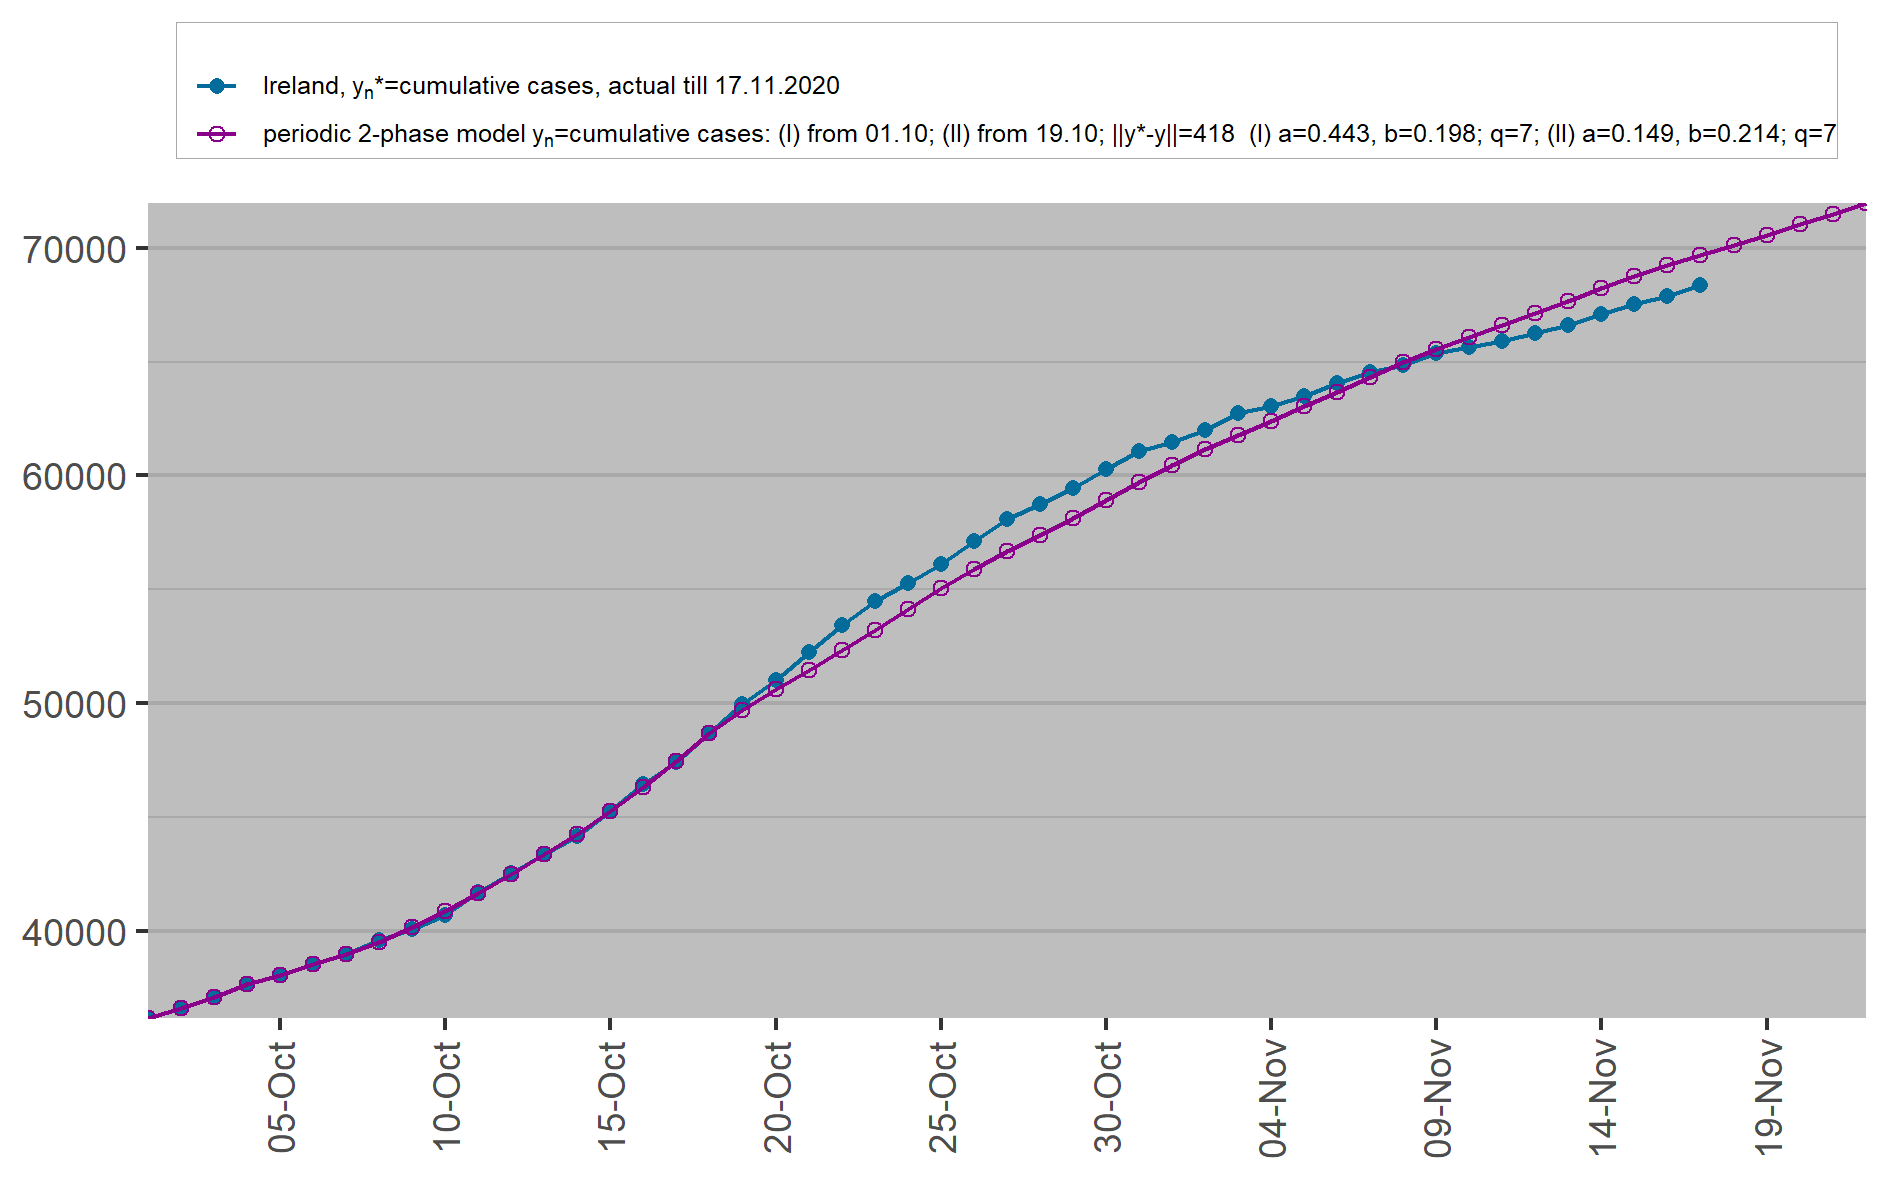 Ireland, yn*=cumulative cases, actual till 17.11.2020
periodic 2-phase model yn=cumulative cases: (I) from 01.10; (II) from 19.10; ||y*-y||=418 (I) a=0.443, b=0.198; q=7; (II) a=0.149, b=0.214; q=7
70000
60000
50000
40000
05-Oct
10-Oct
15-Oct
20-Oct
25-Oct
30-Oct
04-Nov
09-Nov
14-Nov
19-Nov